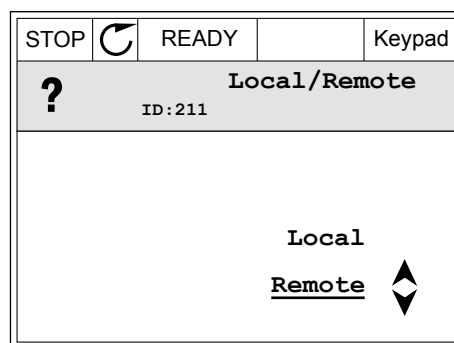 STOP READY Keypad
? Local/Remote
ID:211
Local
Remote